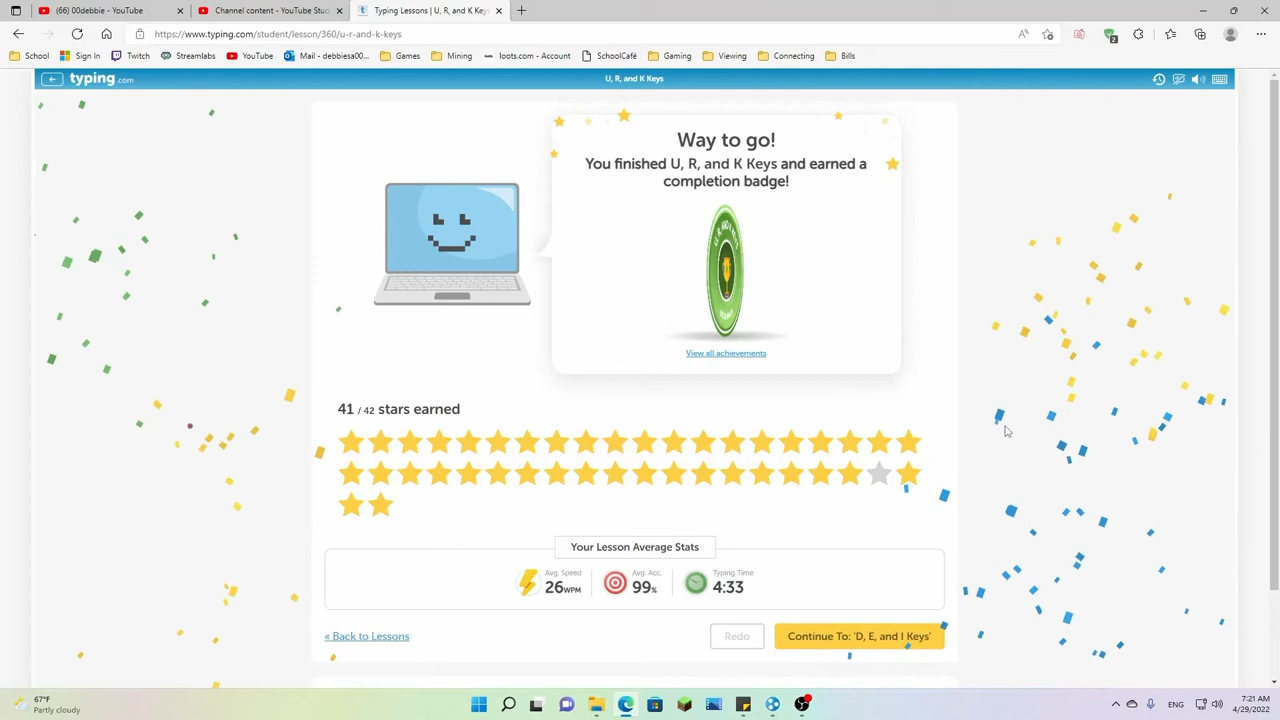 (66) 00debbie - YouTube
Channel content - YouTube Stud
Typing Lessons | U, R, and K Keys
https://www.typing.com/student/lesson/360/u-r-and-k-keys
School
Sign In
Twitch
Streamlabs
YouTube
Mail - debbiesa00...
Games
Mining
loots.com - Account
SchoolCafé
Gaming
Viewing
Connecting
Bills
typing.com
U, R, and K Keys
Way to go!
You finished U, R, and K Keys and earned a
completion badge!
U, R, AND K KEYS
View all achievements
41 / 42 stars earned
Your Lesson Average Stats
Avg. Speed
26WPM
Avg. Acc.
99%
Typing Time
4:33
« Back to Lessons
Redo
Continue To: 'D, E, and I Keys'
67°F
Partly cloudy
2
ENG
7:21 AM
4/29/2022